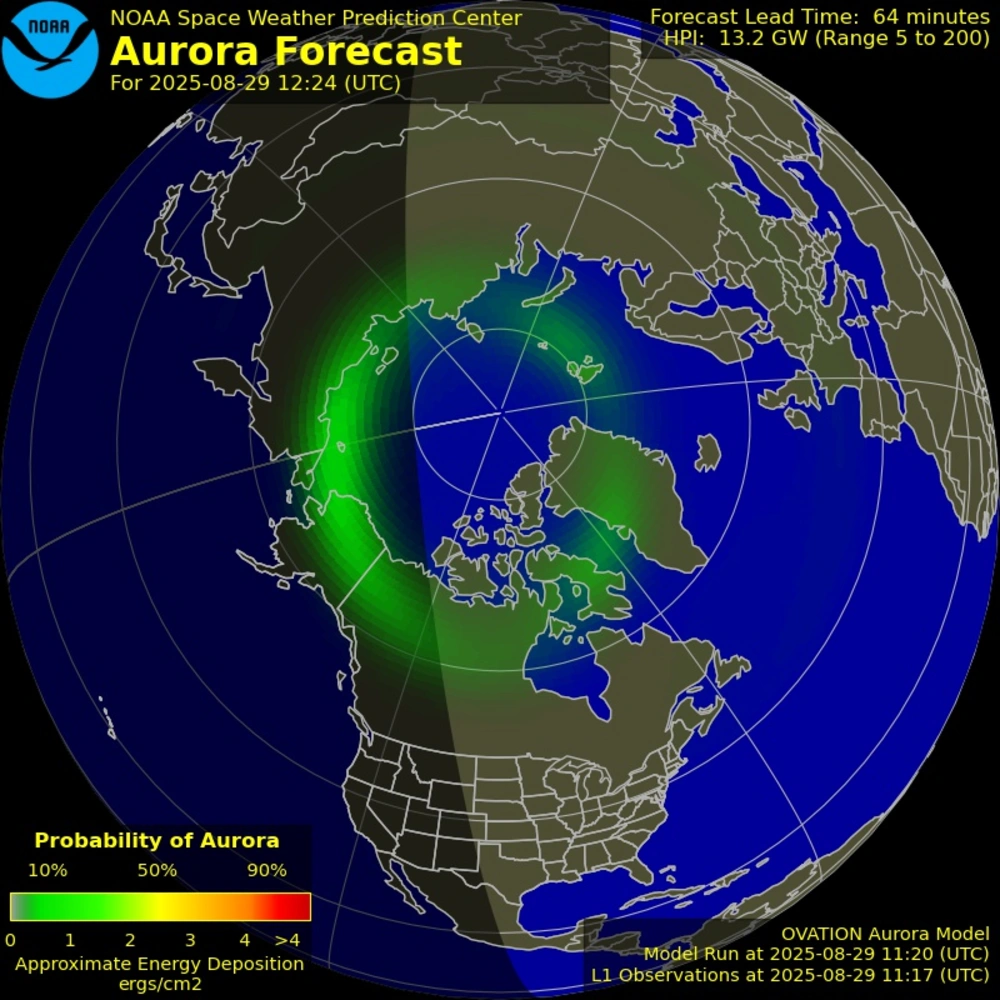 NOAA
NOAA Space Weather Prediction Center
Aurora Forecast
For 2025-08-29 12:24 (UTC)
Forecast Lead Time: 64 minutes
HPI: 13.2 GW (Range 5 to 200)
Probability of Aurora
10% 50% 90%
0 1 2 3 4 >4
Approximate Energy Deposition
ergs/cm2
OVATION Aurora Model
Model Run at 2025-08-29 11:20 (UTC)
L1 Observations at 2025-08-29 11:17 (UTC)